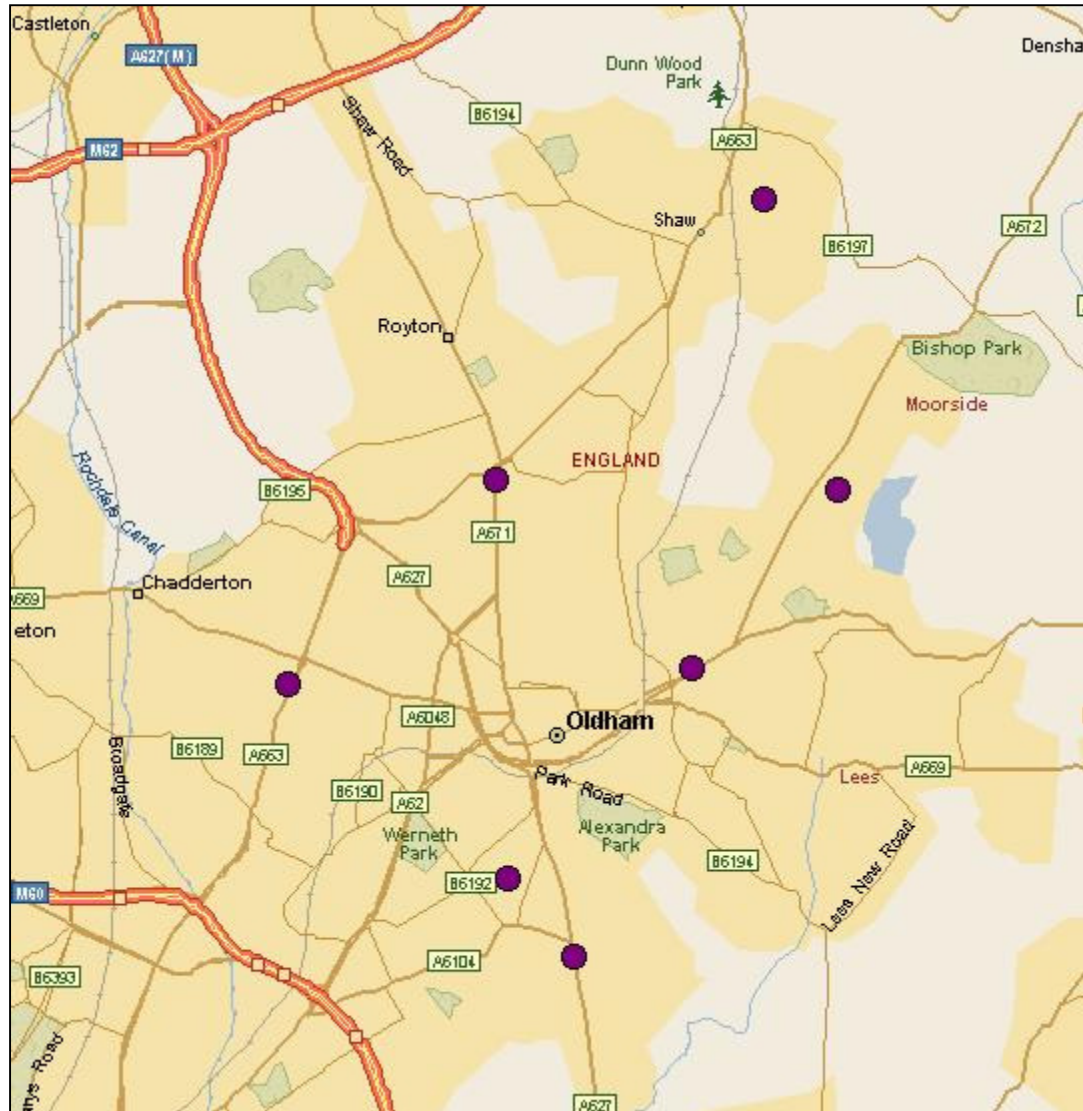 Castleton
A627(M)
Densha
Dunn Wood
Park
B6194
Shaw Road
A663
M62
Shaw
A672
B6197
Royton
Bishop Park
Moorside
ENGLAND
Rochdale Canal
B6195
A671
A627
Chadderton
A669
eton
Oldham
A6048
B6189
A663
Broadgate
Park Road
Lees
A669
B6190
A62
Werneth
Park
Alexandra
Park
B6194
Lees New Road
B6192
M60
A6104
B6393
rys Road
A627